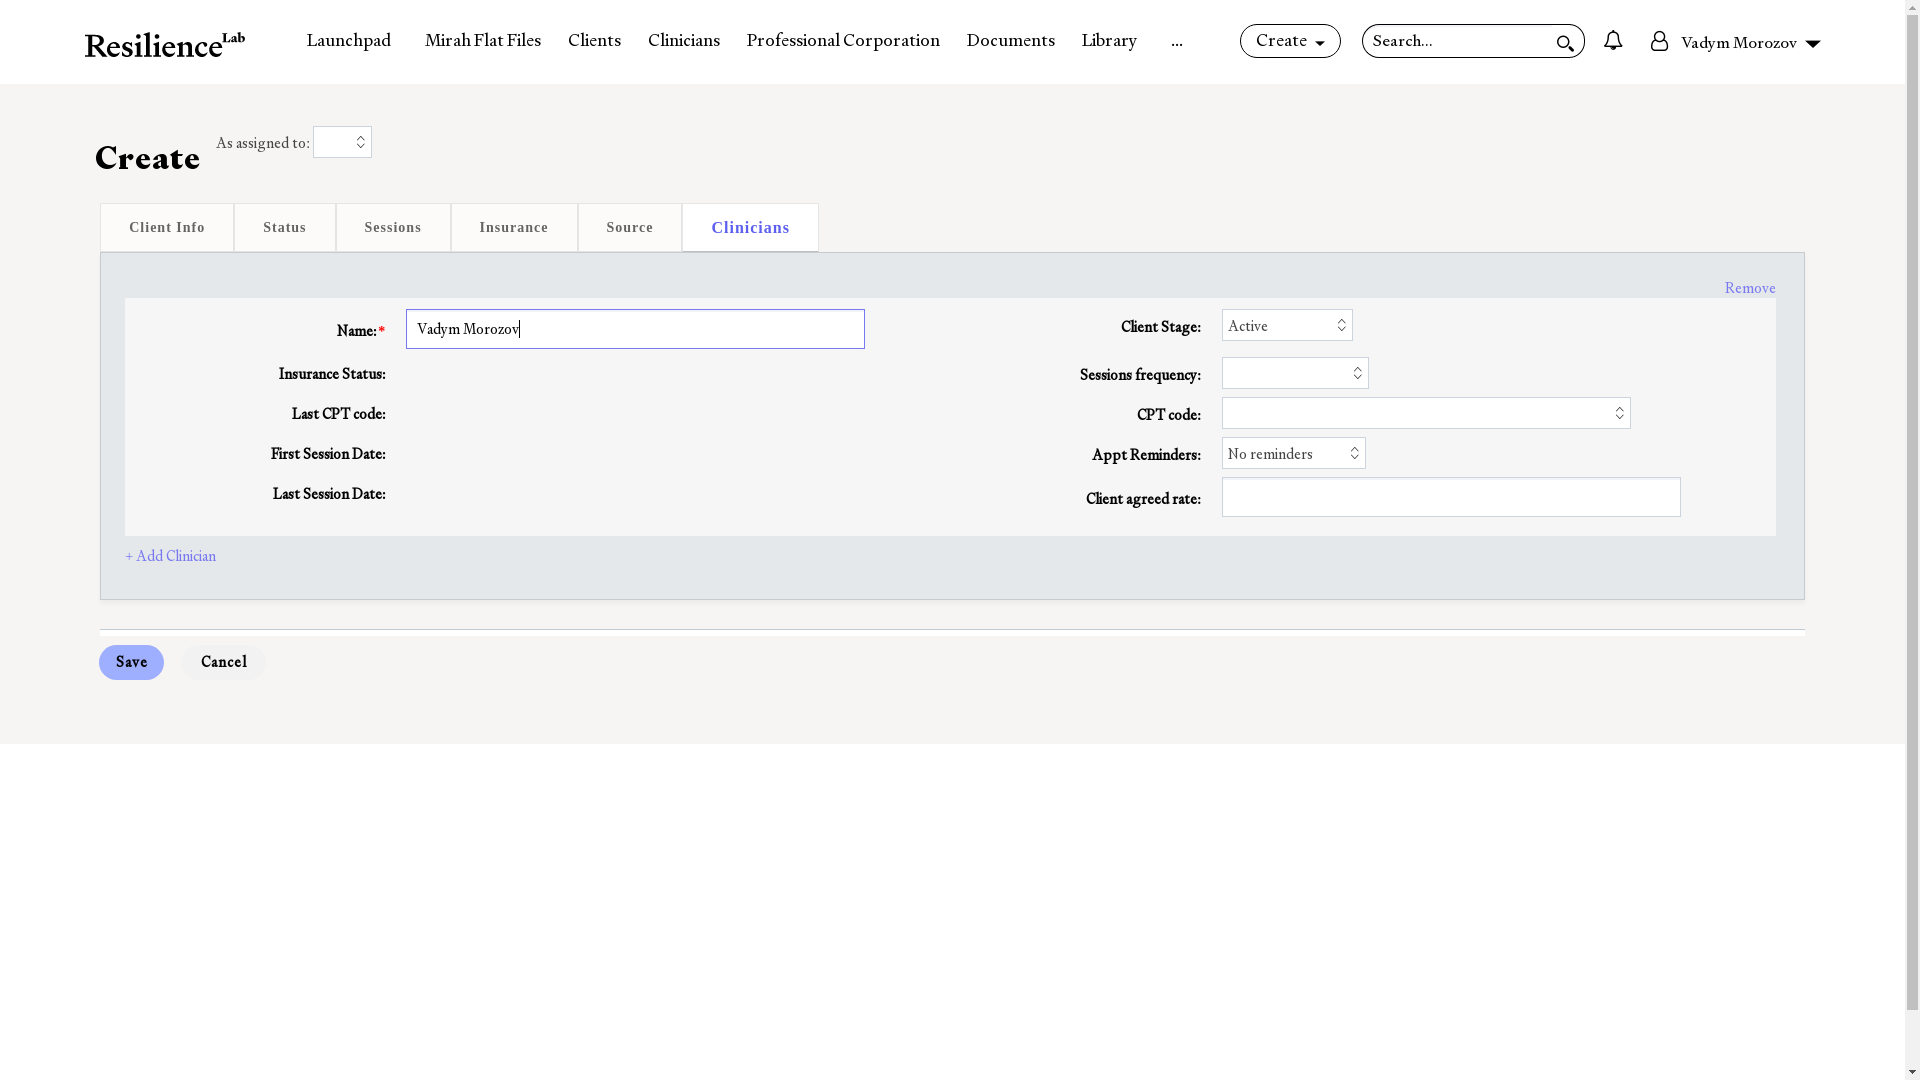 Resilience Lab
Launchpad Mirah Flat Files Clients Clinicians Professional Corporation Documents Library ...
Create
Search...
Vadym Morozov
Create
As assigned to:
Client Info Status Sessions Insurance Source Clinicians
Remove
Name:* Vadym Morozov
Insurance Status:
Last CPT code:
First Session Date:
Last Session Date:
Client Stage: Active
Sessions frequency:
CPT code:
Appt Reminders: No reminders
Client agreed rate:
+ Add Clinician
Save Cancel